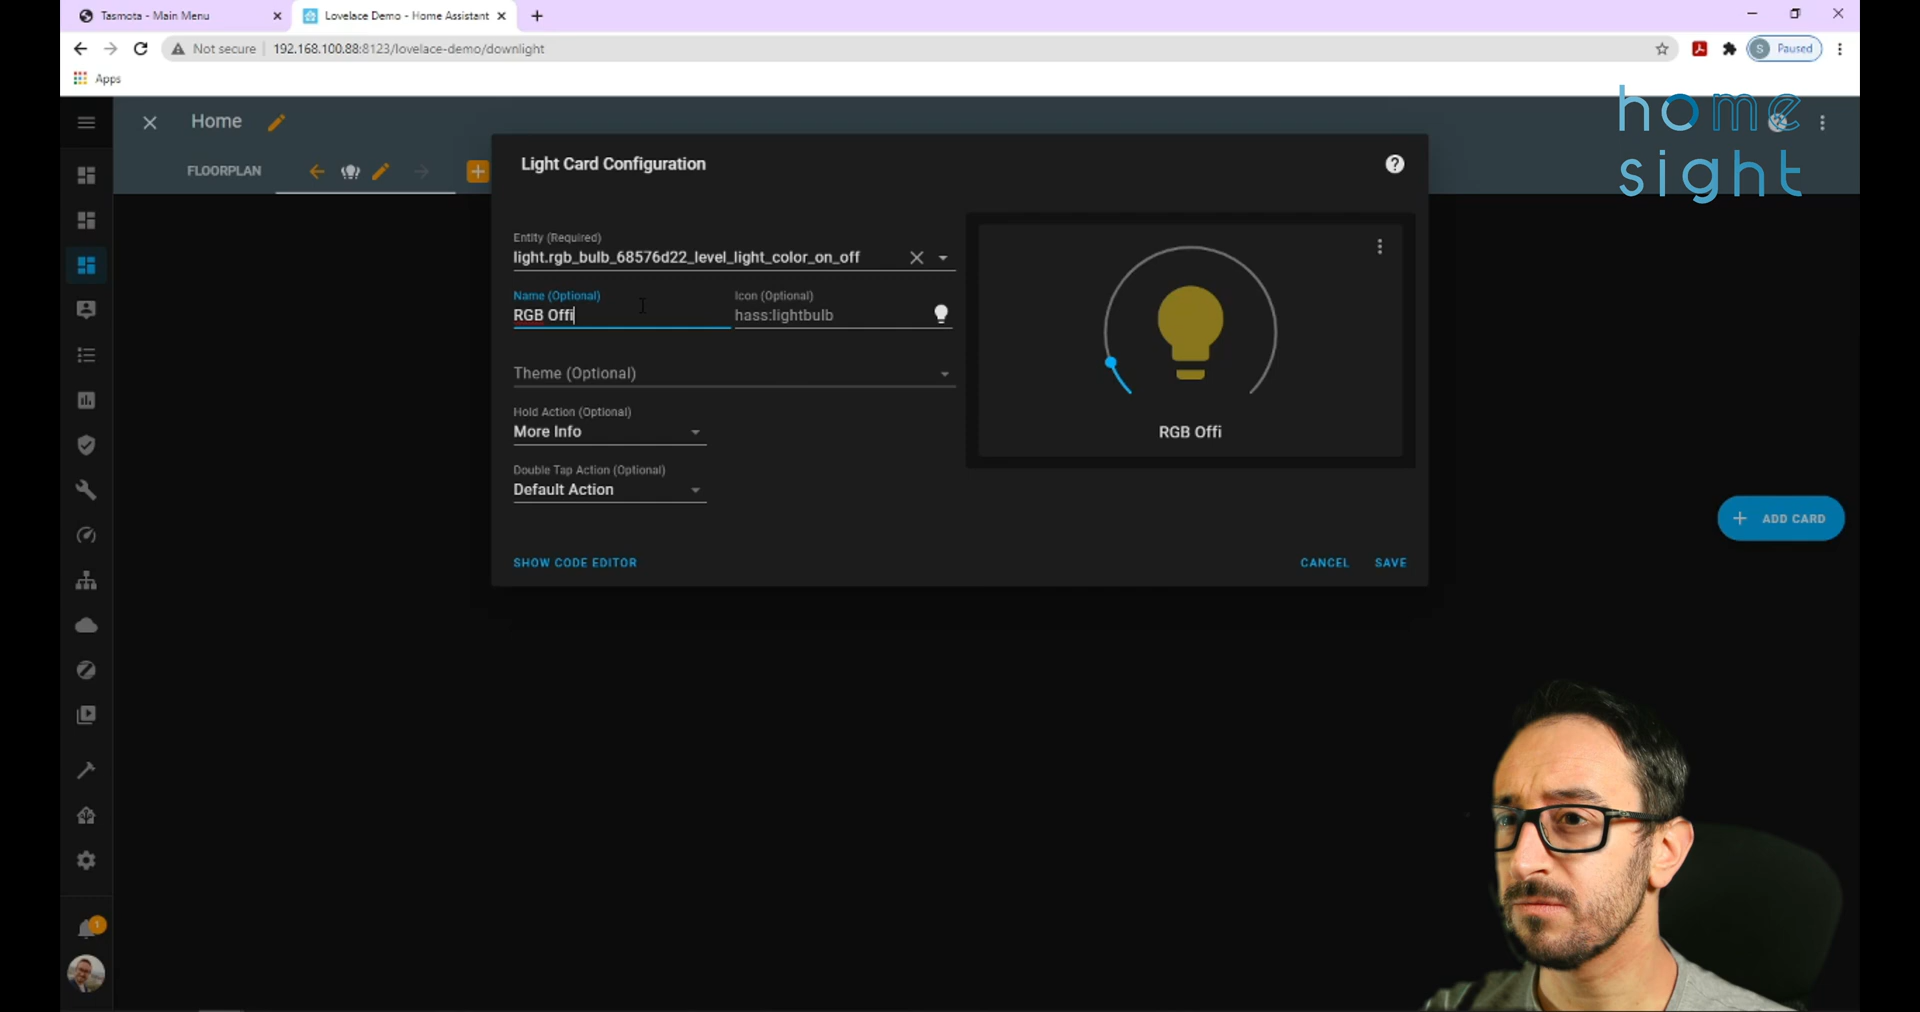 Tasmota - Main Menu
Lovelace Demo - Home Assistant
Not secure
192.168.100.88:8123/lovelace-demo/downlight
S Paused
Apps
home
sight
Home
FLOORPLAN
Light Card Configuration
Entity (Required)
light.rgb_bulb_68576d22_level_light_color_on_off
Name (Optional)
RGB Offi
Icon (Optional)
hass:lightbulb
Theme (Optional)
Hold Action (Optional)
More Info
Double Tap Action (Optional)
Default Action
RGB Offi
SHOW CODE EDITOR
CANCEL
SAVE
+ ADD CARD
1